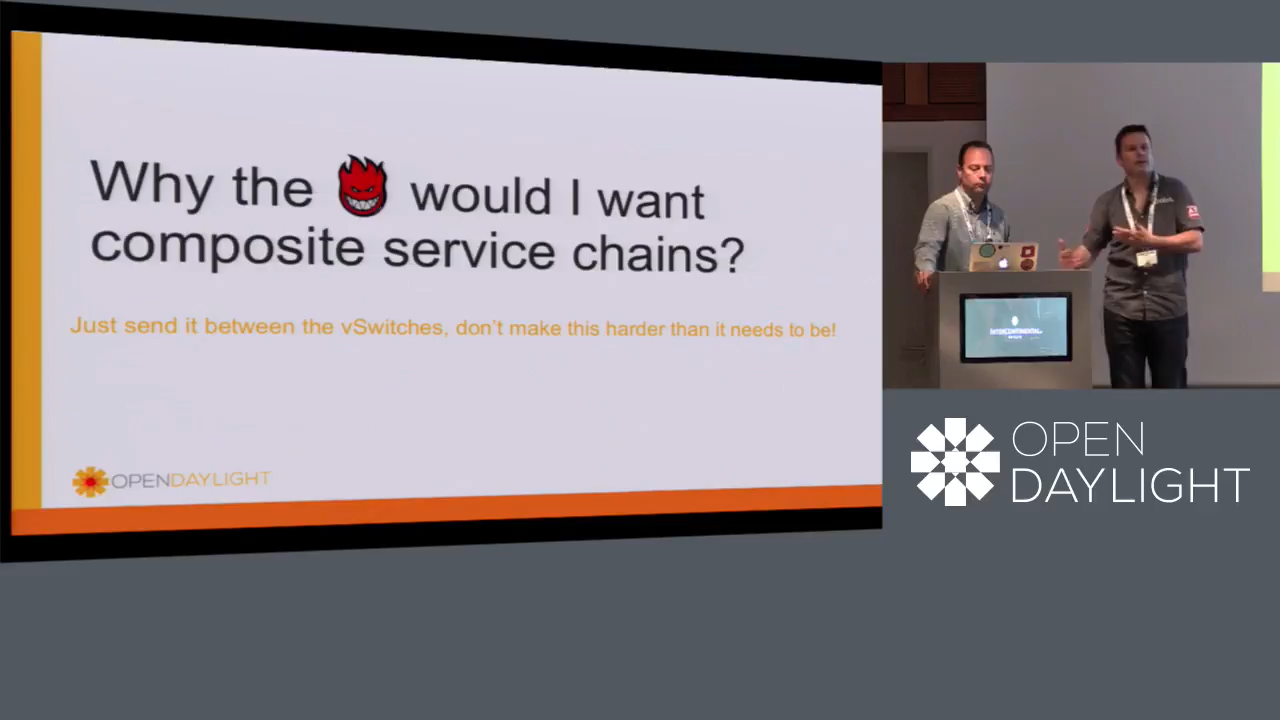 Why the would I want
composite service chains?
Just send it between the vSwitches, don't make this harder than it needs to be!
OPENDAYLIGHT
INTERCONTINENTAL
OPEN
DAYLIGHT